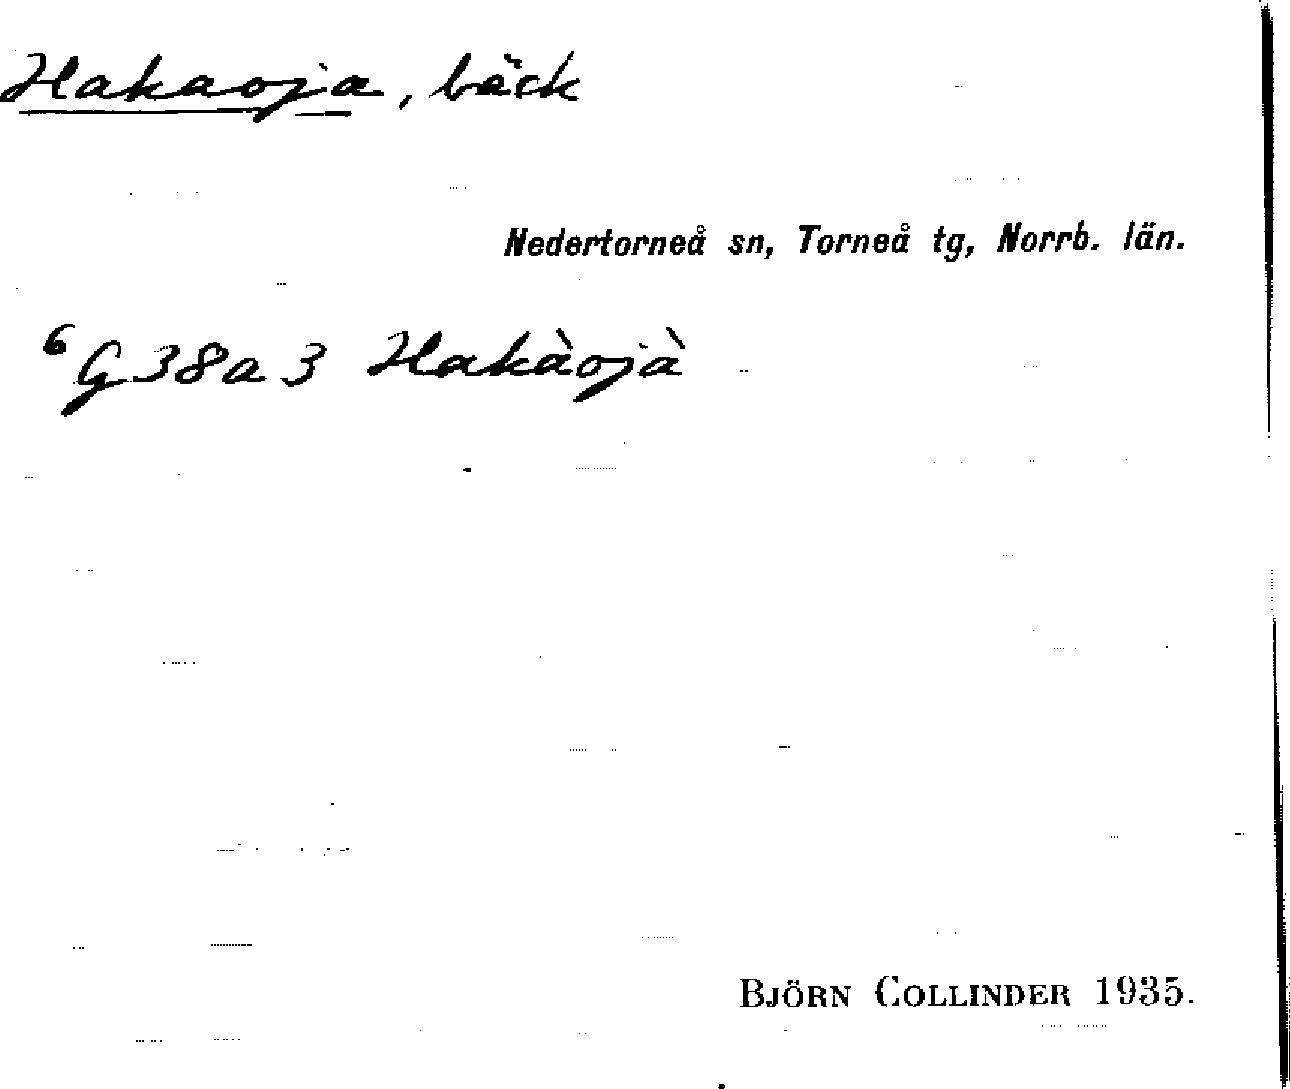 Hakaoja, bäck
Nedertorneå sn, Torneå tg, Norrb. län.
⁶G38a3 Hakàojà
BJÖRN COLLINDER 1935.